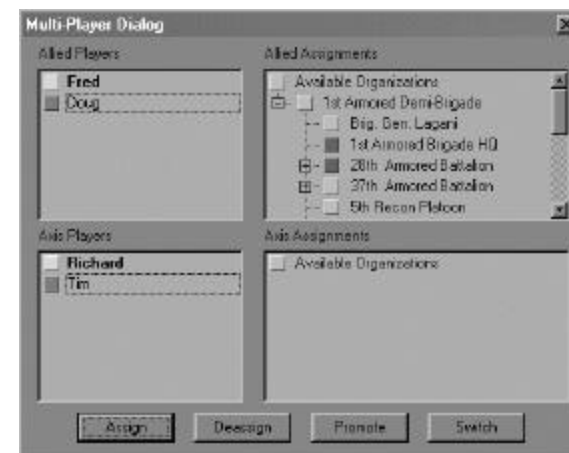 Multi-Player Dialog
Allied Players
Allied Assignments
Fred
Doug
Available Organizations
1st Armored Demi-Brigade
Brig. Gen. Lagani
1st Armored Brigade HQ
28th Armored Battalion
37th Armored Battalion
5th Recon Platoon
Axis Players
Axis Assignments
Richard
Tim
Available Organizations
Assign
Deassign
Promote
Switch